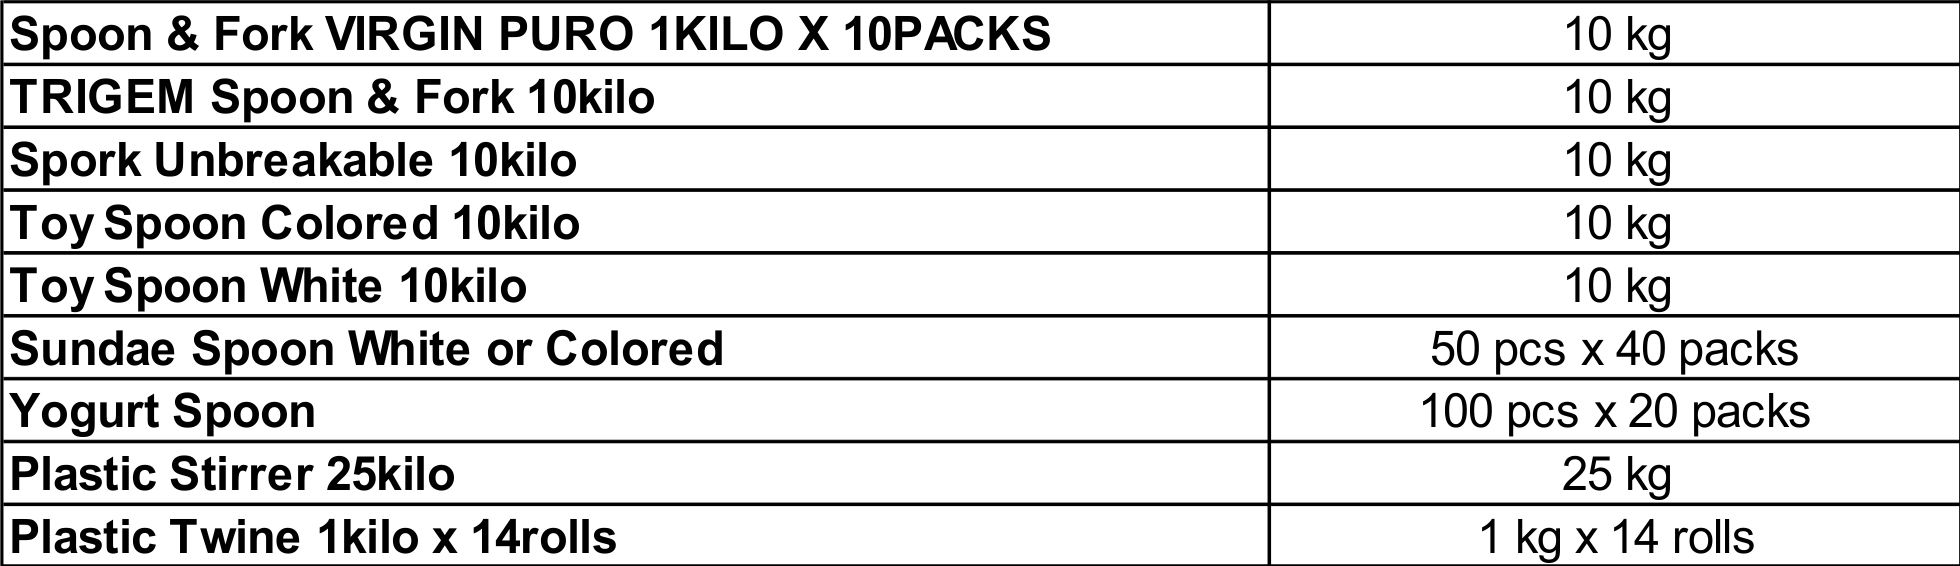 Spoon & Fork VIRGIN PURO 1KILO X 10PACKS 10 kg
TRIGEM Spoon & Fork 10kilo 10 kg
Spork Unbreakable 10kilo 10 kg
Toy Spoon Colored 10kilo 10 kg
Toy Spoon White 10kilo 10 kg
Sundae Spoon White or Colored 50 pcs x 40 packs
Yogurt Spoon 100 pcs x 20 packs
Plastic Stirrer 25kilo 25 kg
Plastic Twine 1kilo x 14rolls 1 kg x 14 rolls